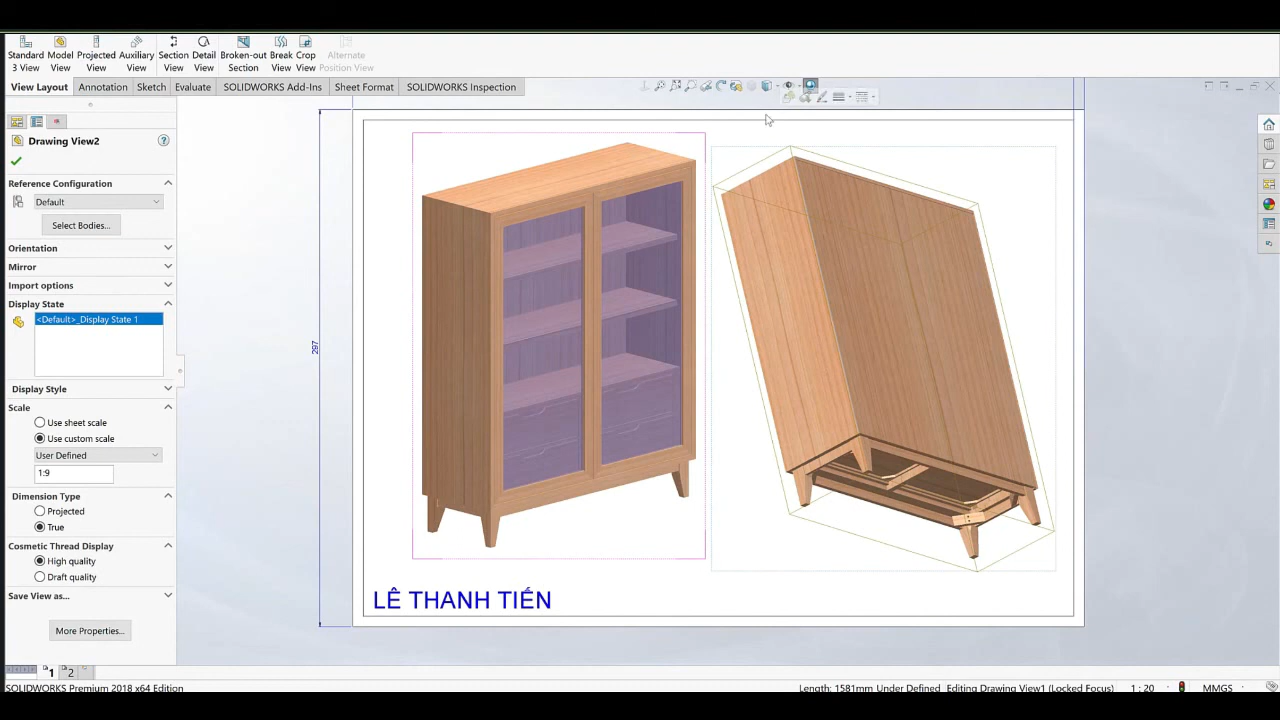 Standard 3 View
Model View
Projected View
Auxiliary View
Section View
Detail View
Broken-out Section
Break View
Crop View
Alternate Position View
View Layout
Annotation
Sketch
Evaluate
SOLIDWORKS Add-Ins
Sheet Format
SOLIDWORKS Inspection
Drawing View2
Reference Configuration
Default
Select Bodies...
Orientation
Mirror
Import options
Display State
<Default>_Display State 1
Display Style
Scale
Use sheet scale
Use custom scale
User Defined
1:9
Dimension Type
Projected
True
Cosmetic Thread Display
High quality
Draft quality
Save View as...
More Properties...
297
LÊ THANH TIẾN
1
2
SOLIDWORKS Premium 2018 x64 Edition
Length: 1581mm Under Defined Editing Drawing View1 (Locked Focus)
1 : 20
MMGS